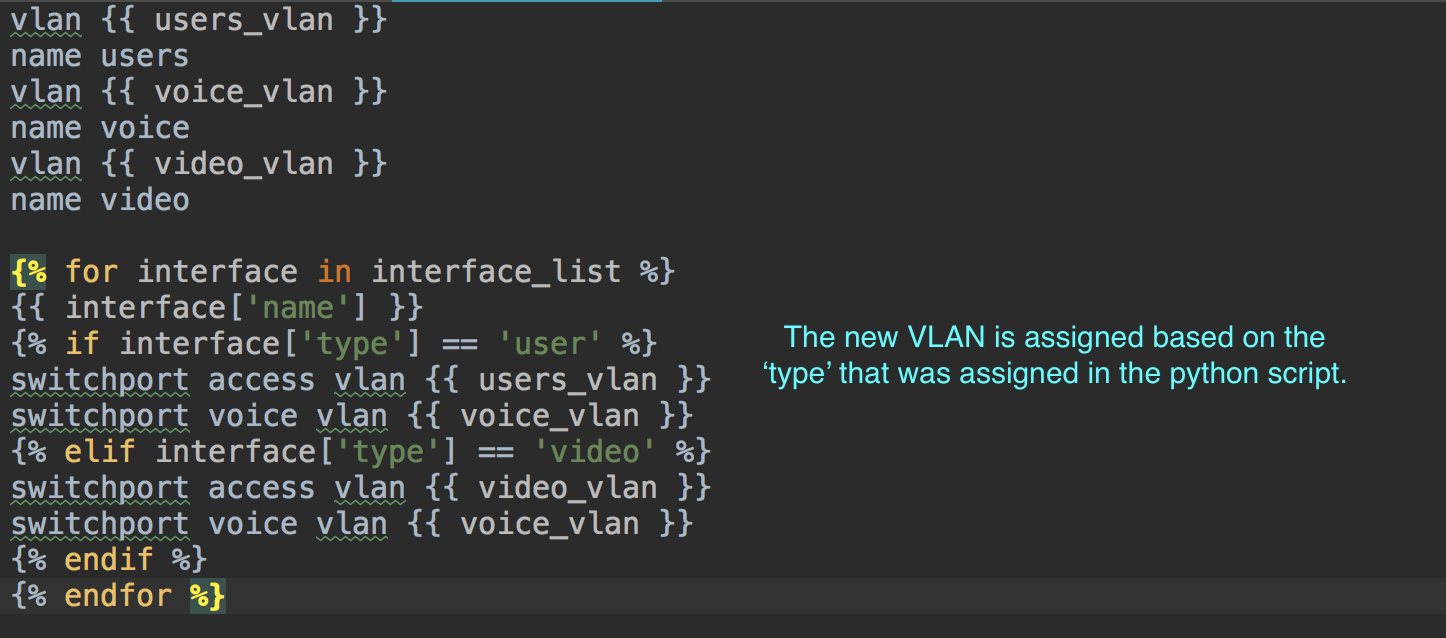 vlan {{ users_vlan }}
name users
vlan {{ voice_vlan }}
name voice
vlan {{ video_vlan }}
name video
{% for interface in interface_list %}
{{ interface['name'] }}
{% if interface['type'] == 'user' %}
switchport access vlan {{ users_vlan }}
switchport voice vlan {{ voice_vlan }}
{% elif interface['type'] == 'video' %}
switchport access vlan {{ video_vlan }}
switchport voice vlan {{ voice_vlan }}
{% endif %}
{% endfor %}
The new VLAN is assigned based on the
‘type’ that was assigned in the python script.